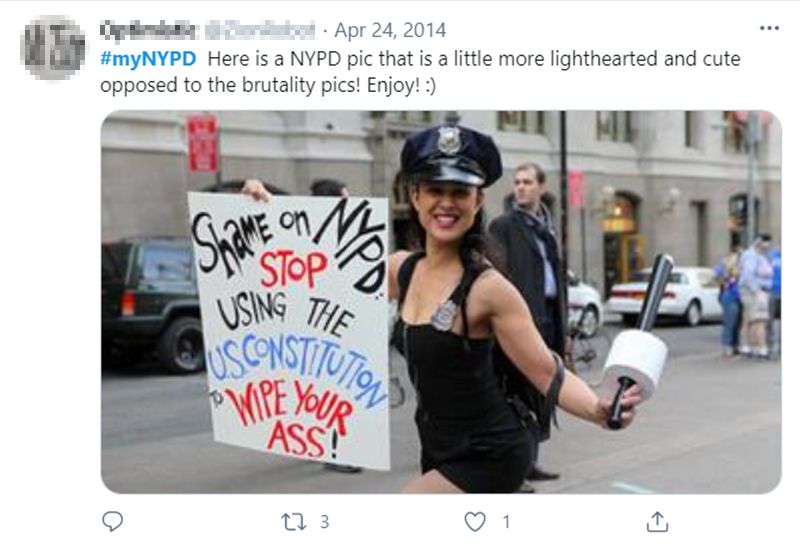 · Apr 24, 2014
#myNYPD Here is a NYPD pic that is a little more lighthearted and cute
opposed to the brutality pics! Enjoy! :)
Shame on NYPD.
STOP
USING THE
U.S. CONSTITUTION
To WIPE YOUR
ASS!
3
1